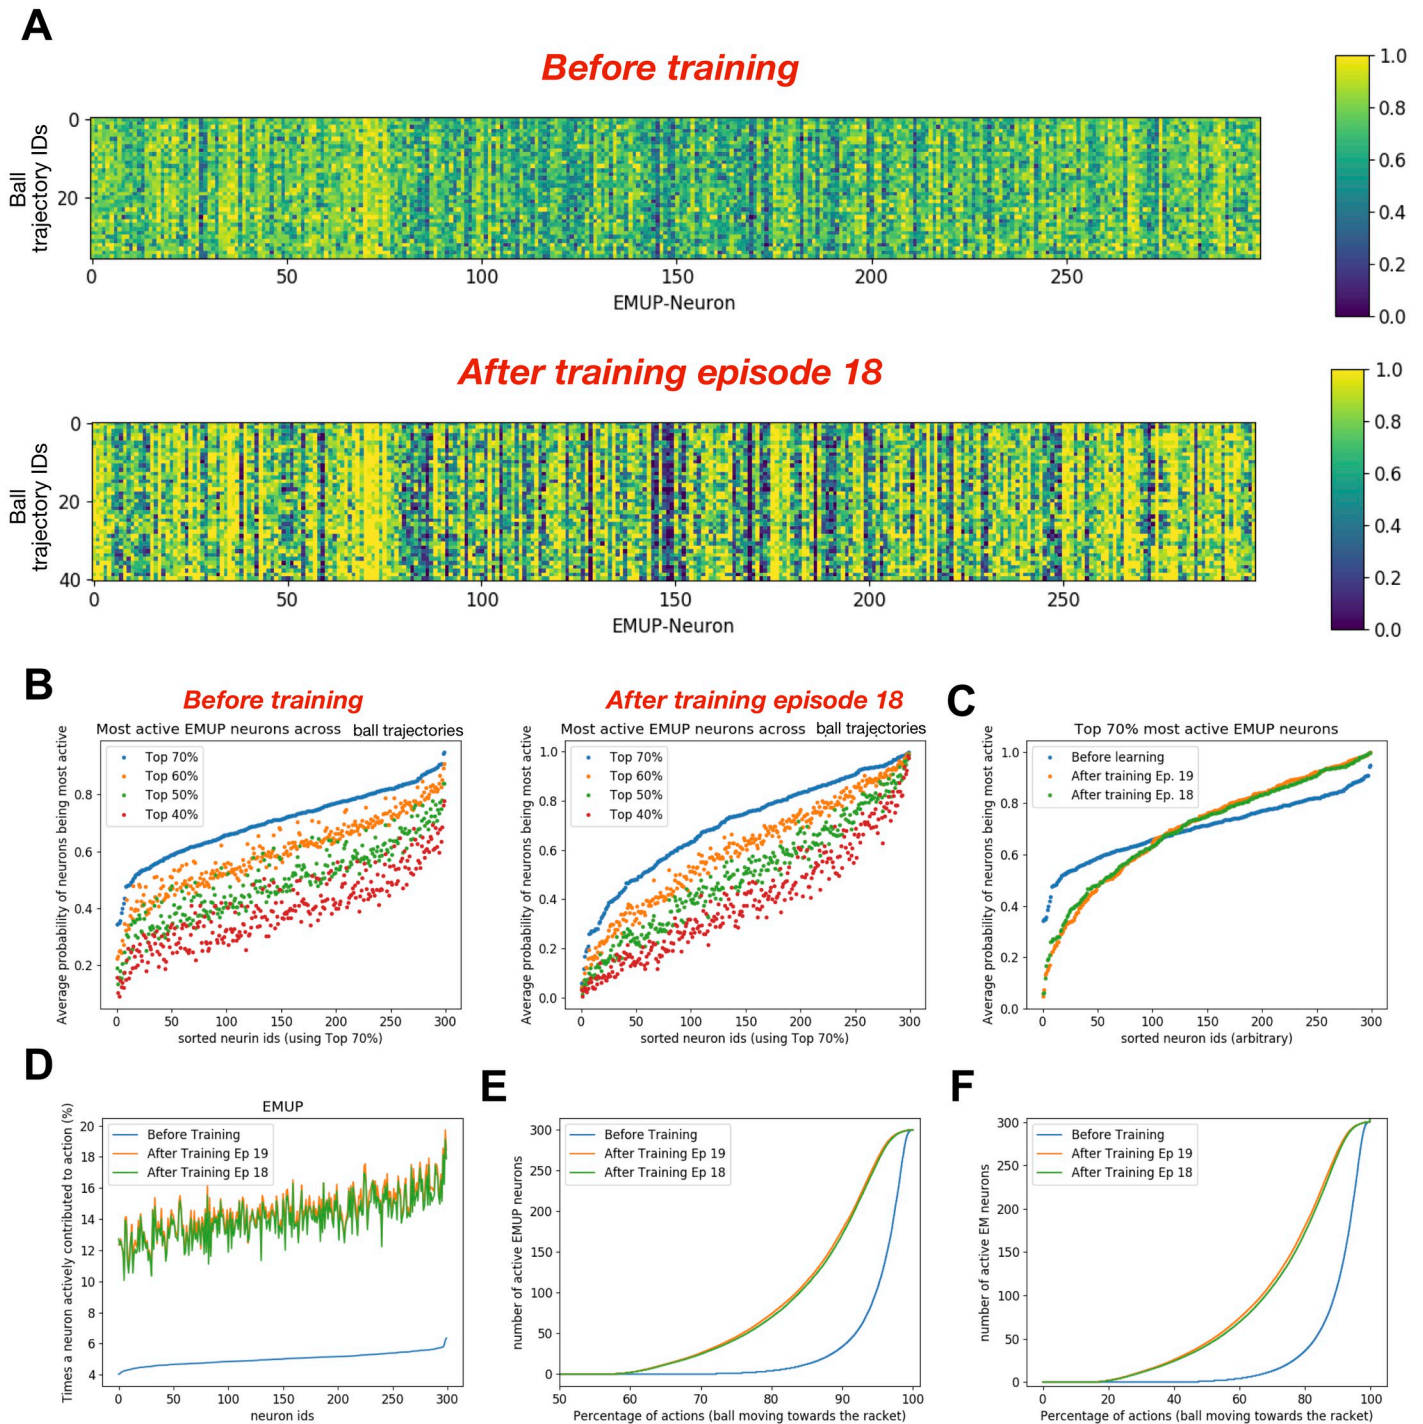 A
Before training
Ball
trajectory IDs
0
20
0 50 100 150 200 250
EMUP-Neuron
1.0
0.8
0.6
0.4
0.2
0.0
After training episode 18
Ball
trajectory IDs
0
20
40
0 50 100 150 200 250
EMUP-Neuron
1.0
0.8
0.6
0.4
0.2
0.0
B
Before training
Most active EMUP neurons across ball trajectories
Average probability of neurons being most active
Top 70%
Top 60%
Top 50%
Top 40%
0.8
0.6
0.4
0.2
0 50 100 150 200 250 300
sorted neurin ids (using Top 70%)
After training episode 18
Most active EMUP neurons across ball trajectories
Average probability of neurons being most active
Top 70%
Top 60%
Top 50%
Top 40%
1.0
0.8
0.6
0.4
0.2
0.0
0 50 100 150 200 250 300
sorted neuron ids (using Top 70%)
C
Top 70% most active EMUP neurons
Average probability of neurons being most active
Before learning
After training Ep. 19
After training Ep. 18
1.0
0.8
0.6
0.4
0.2
0.0
0 50 100 150 200 250 300
sorted neuron ids (arbitrary)
D
EMUP
Times a neuron actively contributed to action (%)
Before Training
After Training Ep 19
After Training Ep 18
20
18
16
14
12
10
8
6
4
0 50 100 150 200 250 300
neuron ids
E
number of active EMUP neurons
Before Training
After Training Ep 19
After Training Ep 18
300
250
200
150
100
50
0
50 60 70 80 90 100
Percentage of actions (ball moving towards the racket)
F
number of active EM neurons
Before Training
After Training Ep 19
After Training Ep 18
300
250
200
150
100
50
0
0 20 40 60 80 100
Percentage of actions (ball moving towards the racket)